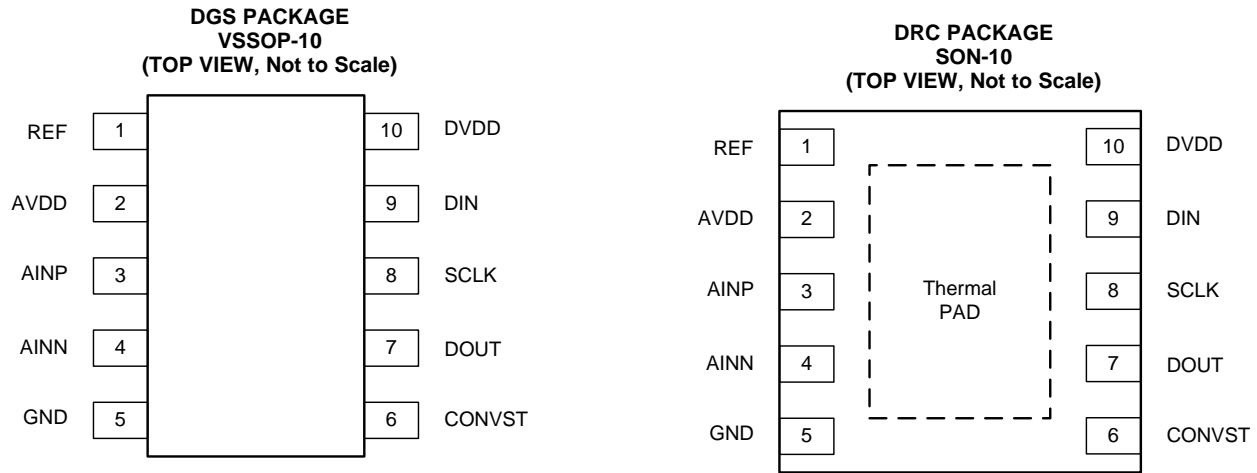 DGS PACKAGE
VSSOP-10
(TOP VIEW, Not to Scale)
REF 1 10 DVDD
AVDD 2 9 DIN
AINP 3 8 SCLK
AINN 4 7 DOUT
GND 5 6 CONVST
DRC PACKAGE
SON-10
(TOP VIEW, Not to Scale)
REF 1 10 DVDD
AVDD 2 9 DIN
AINP 3 8 SCLK
Thermal
PAD
AINN 4 7 DOUT
GND 5 6 CONVST